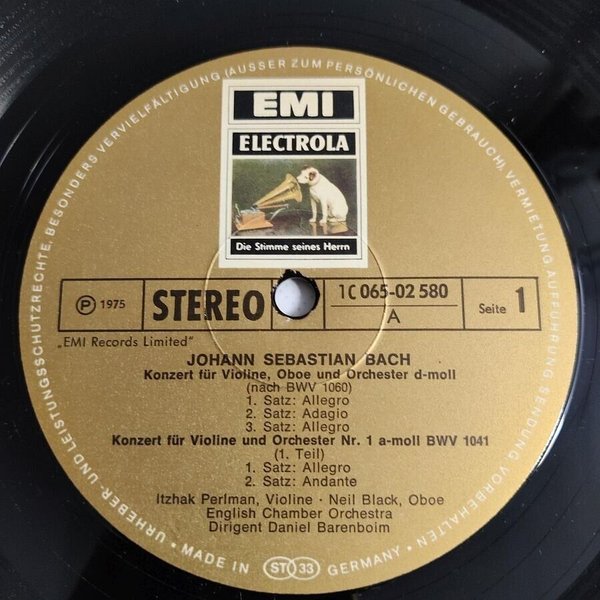 URHEBER- UND LEISTUNGSSCHUTZRECHTE, BESONDERS VERVIELFÄLTIGUNG (AUSSER ZUM PERSÖNLICHEN GEBRAUCH), VERMIETUNG AUFFÜHRUNG SENDUNG VORBEHALTEN
EMI
ELECTROLA
Die Stimme seines Herrn
Ⓟ 1975
STEREO
1C 065-02 580
A
Seite 1
„EMI Records Limited“
JOHANN SEBASTIAN BACH
Konzert für Violine, Oboe und Orchester d-moll
(nach BWV 1060)
1. Satz: Allegro
2. Satz: Adagio
3. Satz: Allegro
Konzert für Violine und Orchester Nr. 1 a-moll BWV 1041
(1. Teil)
1. Satz: Allegro
2. Satz: Andante
Itzhak Perlman, Violine · Neil Black, Oboe
English Chamber Orchestra
Dirigent Daniel Barenboim
• MADE IN ST 33 GERMANY •